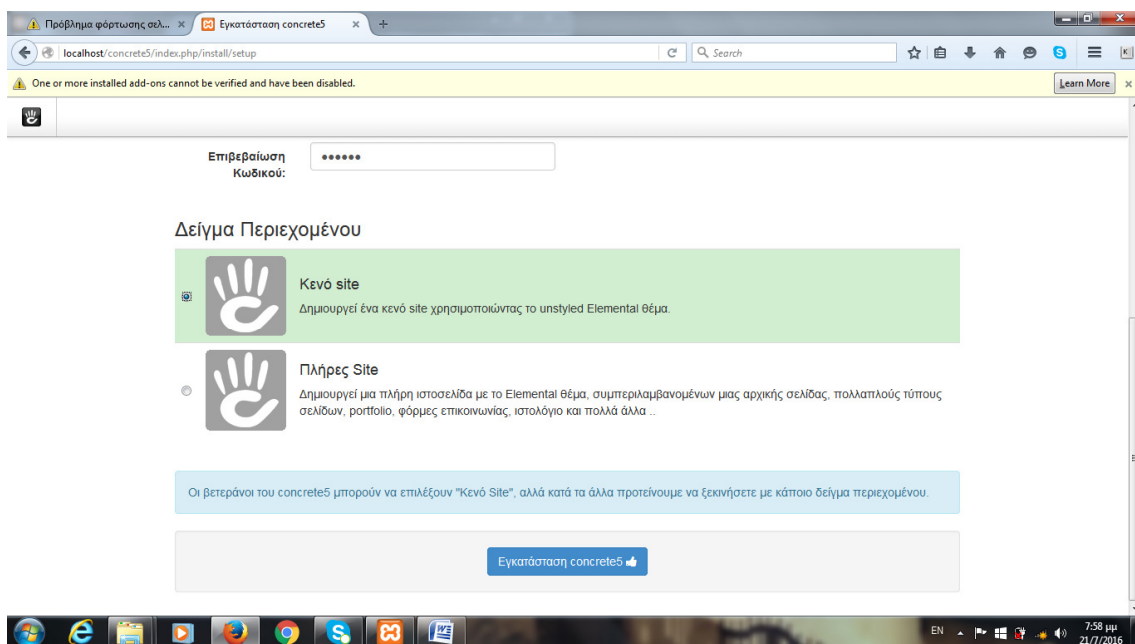 Πρόβλημα φόρτωσης σελ...
Εγκατάσταση concrete5
localhost/concrete5/index.php/install/setup
Search
One or more installed add-ons cannot be verified and have been disabled.
Learn More
Επιβεβαίωση
Κωδικού:
Δείγμα Περιεχομένου
Κενό site
Δημιουργεί ένα κενό site χρησιμοποιώντας το unstyled Elemental θέμα.
Πλήρες Site
Δημιουργεί μια πλήρη ιστοσελίδα με το Elemental θέμα, συμπεριλαμβανομένων μιας αρχικής σελίδας, πολλαπλούς τύπους
σελίδων, portfolio, φόρμες επικοινωνίας, ιστολόγιο και πολλά άλλα ..
Οι βετεράνοι του concrete5 μπορούν να επιλέξουν "Κενό Site", αλλά κατά τα άλλα προτείνουμε να ξεκινήσετε με κάποιο δείγμα περιεχομένου.
Εγκατάσταση concrete5
EN
7:58 μμ
21/7/2016